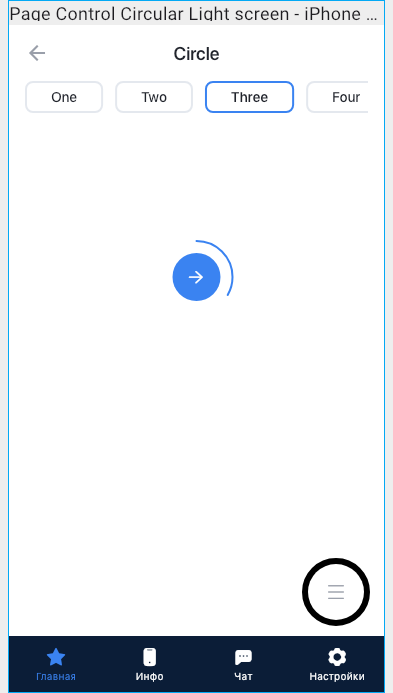 Page Control Circular Light screen - iPhone ...
Circle
One Two Three Four
Главная Инфо Чат Настройки